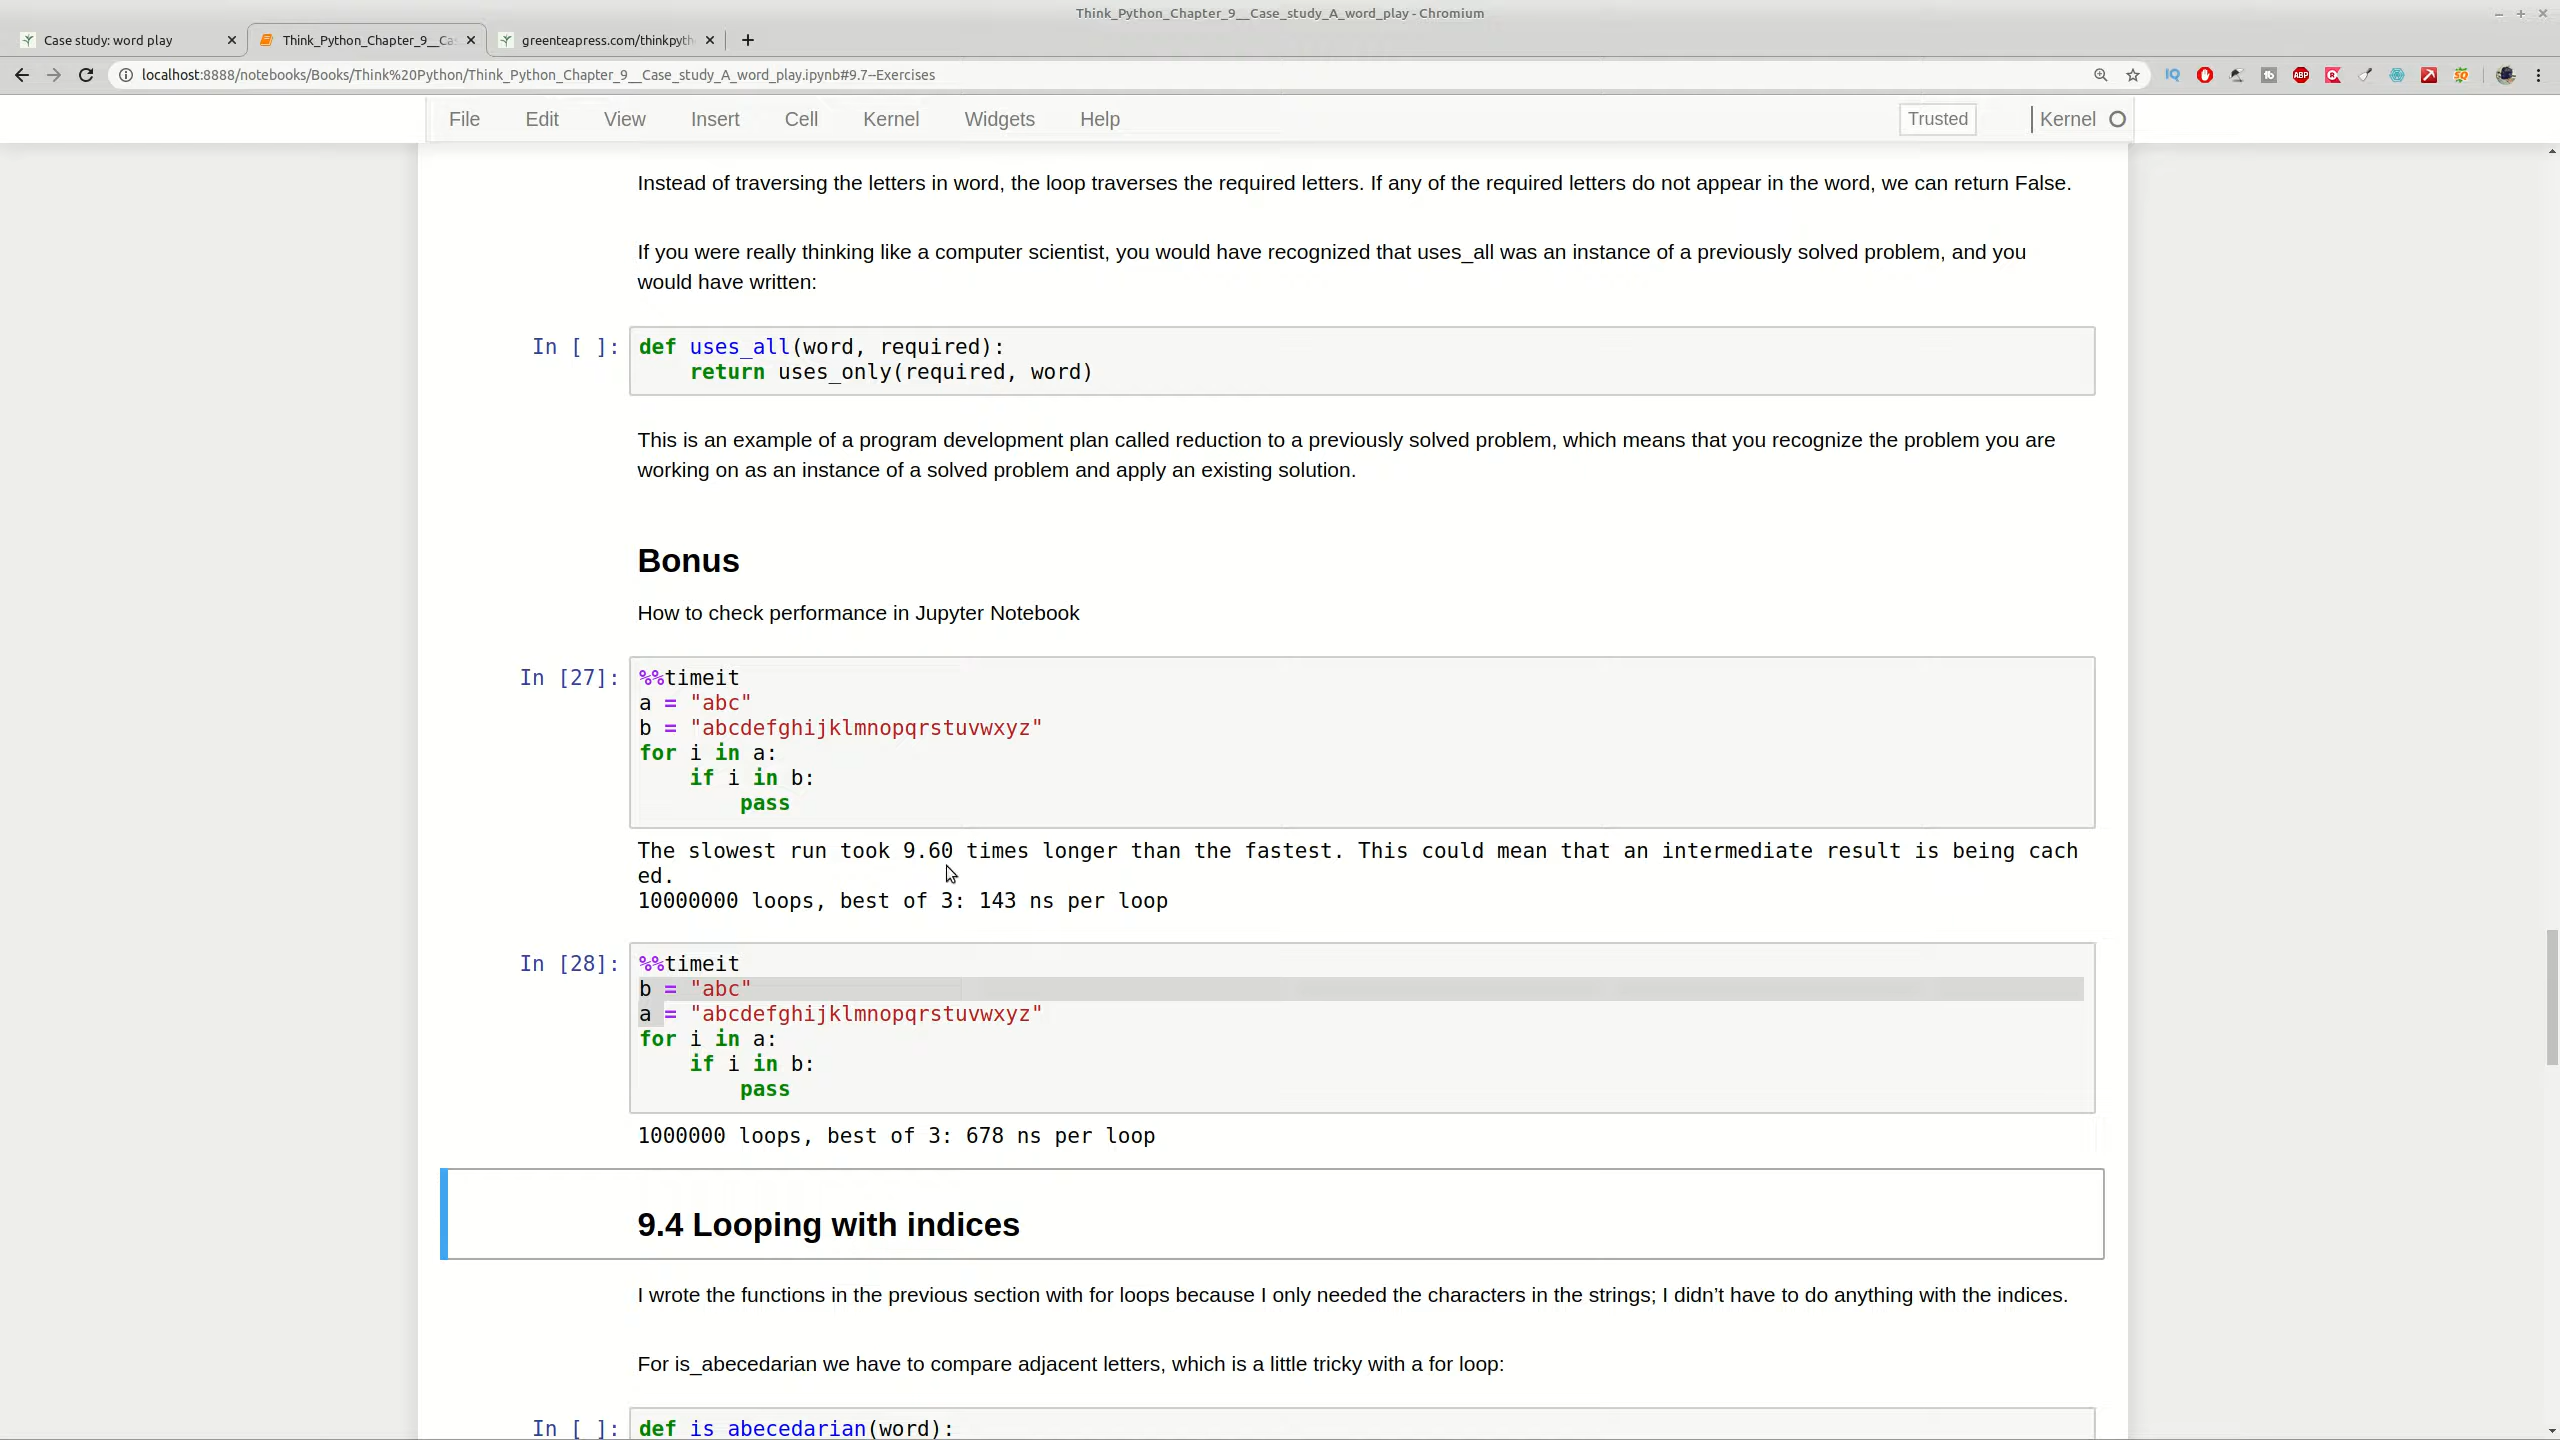 Think_Python_Chapter_9__Case_study_A_word_play - Chromium
Case study: word play
Think_Python_Chapter_9__Ca
greenteapress.com/thinkpyth
localhost:8888/notebooks/Books/Think%20Python/Think_Python_Chapter_9__Case_study_A_word_play.ipynb#9.7--Exercises
File Edit View Insert Cell Kernel Widgets Help Trusted Kernel
Instead of traversing the letters in word, the loop traverses the required letters. If any of the required letters do not appear in the word, we can return False.
If you were really thinking like a computer scientist, you would have recognized that uses_all was an instance of a previously solved problem, and you
would have written:
In [ ]: def uses_all(word, required):
    return uses_only(required, word)
This is an example of a program development plan called reduction to a previously solved problem, which means that you recognize the problem you are
working on as an instance of a solved problem and apply an existing solution.
Bonus
How to check performance in Jupyter Notebook
In [27]: %%timeit
a = "abc"
b = "abcdefghijklmnopqrstuvwxyz"
for i in a:
    if i in b:
        pass
The slowest run took 9.60 times longer than the fastest. This could mean that an intermediate result is being cach
ed.
10000000 loops, best of 3: 143 ns per loop
In [28]: %%timeit
b = "abc"
a = "abcdefghijklmnopqrstuvwxyz"
for i in a:
    if i in b:
        pass
1000000 loops, best of 3: 678 ns per loop
9.4 Looping with indices
I wrote the functions in the previous section with for loops because I only needed the characters in the strings; I didn’t have to do anything with the indices.
For is_abecedarian we have to compare adjacent letters, which is a little tricky with a for loop:
In [ ]: def is_abecedarian(word):